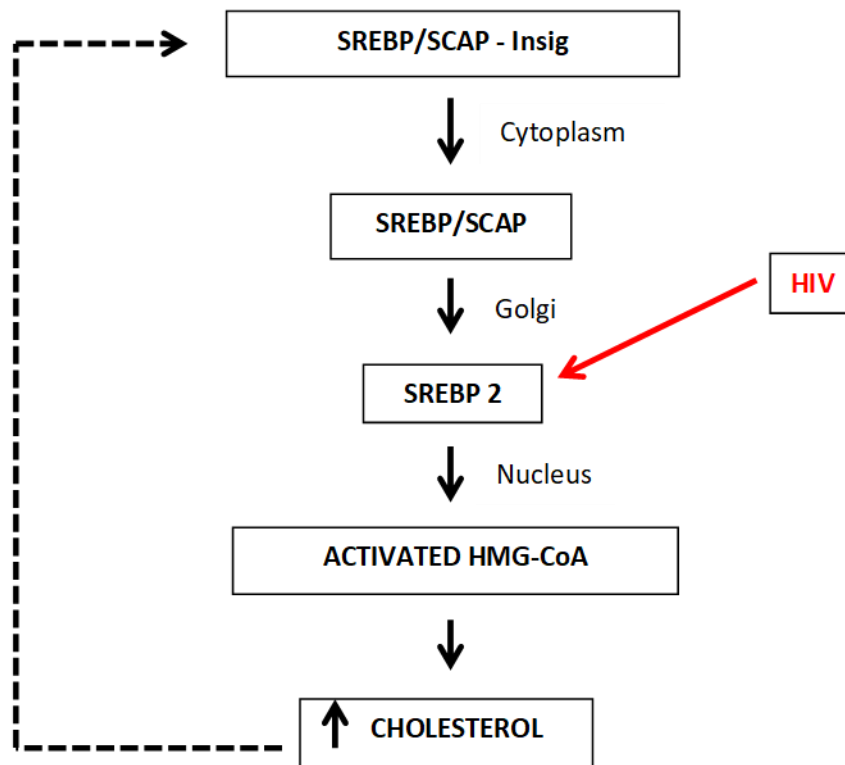 SREBP/SCAP - Insig
Cytoplasm
SREBP/SCAP
Golgi
HIV
SREBP 2
Nucleus
ACTIVATED HMG-CoA
CHOLESTEROL